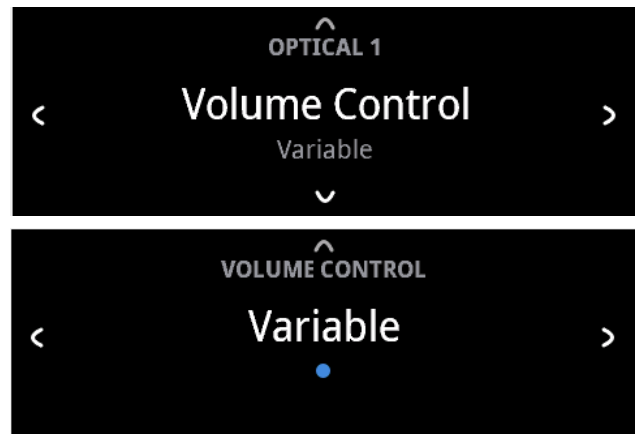 OPTICAL 1
Volume Control
Variable
VOLUME CONTROL
Variable